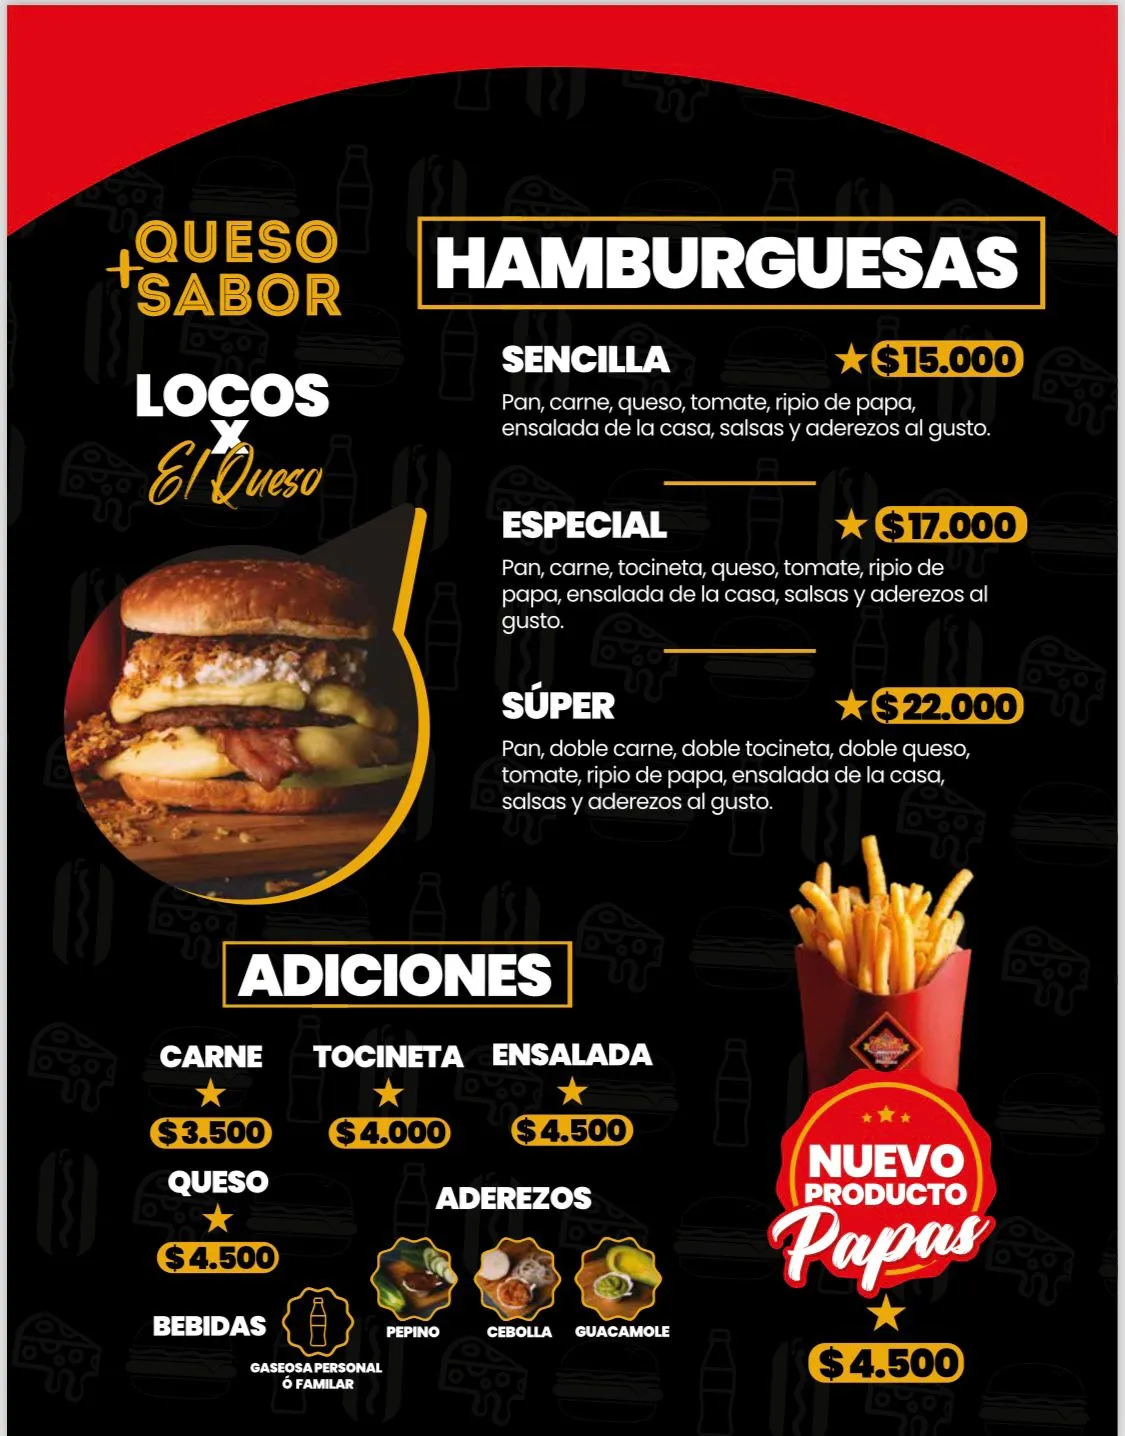 +QUESO
SABOR
LOCOS
X
El Queso
HAMBURGUESAS
SENCILLA
$15.000
Pan, carne, queso, tomate, ripio de papa,
ensalada de la casa, salsas y aderezos al gusto.
ESPECIAL
$17.000
Pan, carne, tocineta, queso, tomate, ripio de
papa, ensalada de la casa, salsas y aderezos al
gusto.
SÚPER
$22.000
Pan, doble carne, doble tocineta, doble queso,
tomate, ripio de papa, ensalada de la casa,
salsas y aderezos al gusto.
ADICIONES
CARNE
$3.500
TOCINETA
$4.000
ENSALADA
$4.500
QUESO
$4.500
ADEREZOS
PEPINO
CEBOLLA
GUACAMOLE
BEBIDAS
GASEOSA PERSONAL
Ó FAMILAR
NUEVO
PRODUCTO
Papas
$4.500